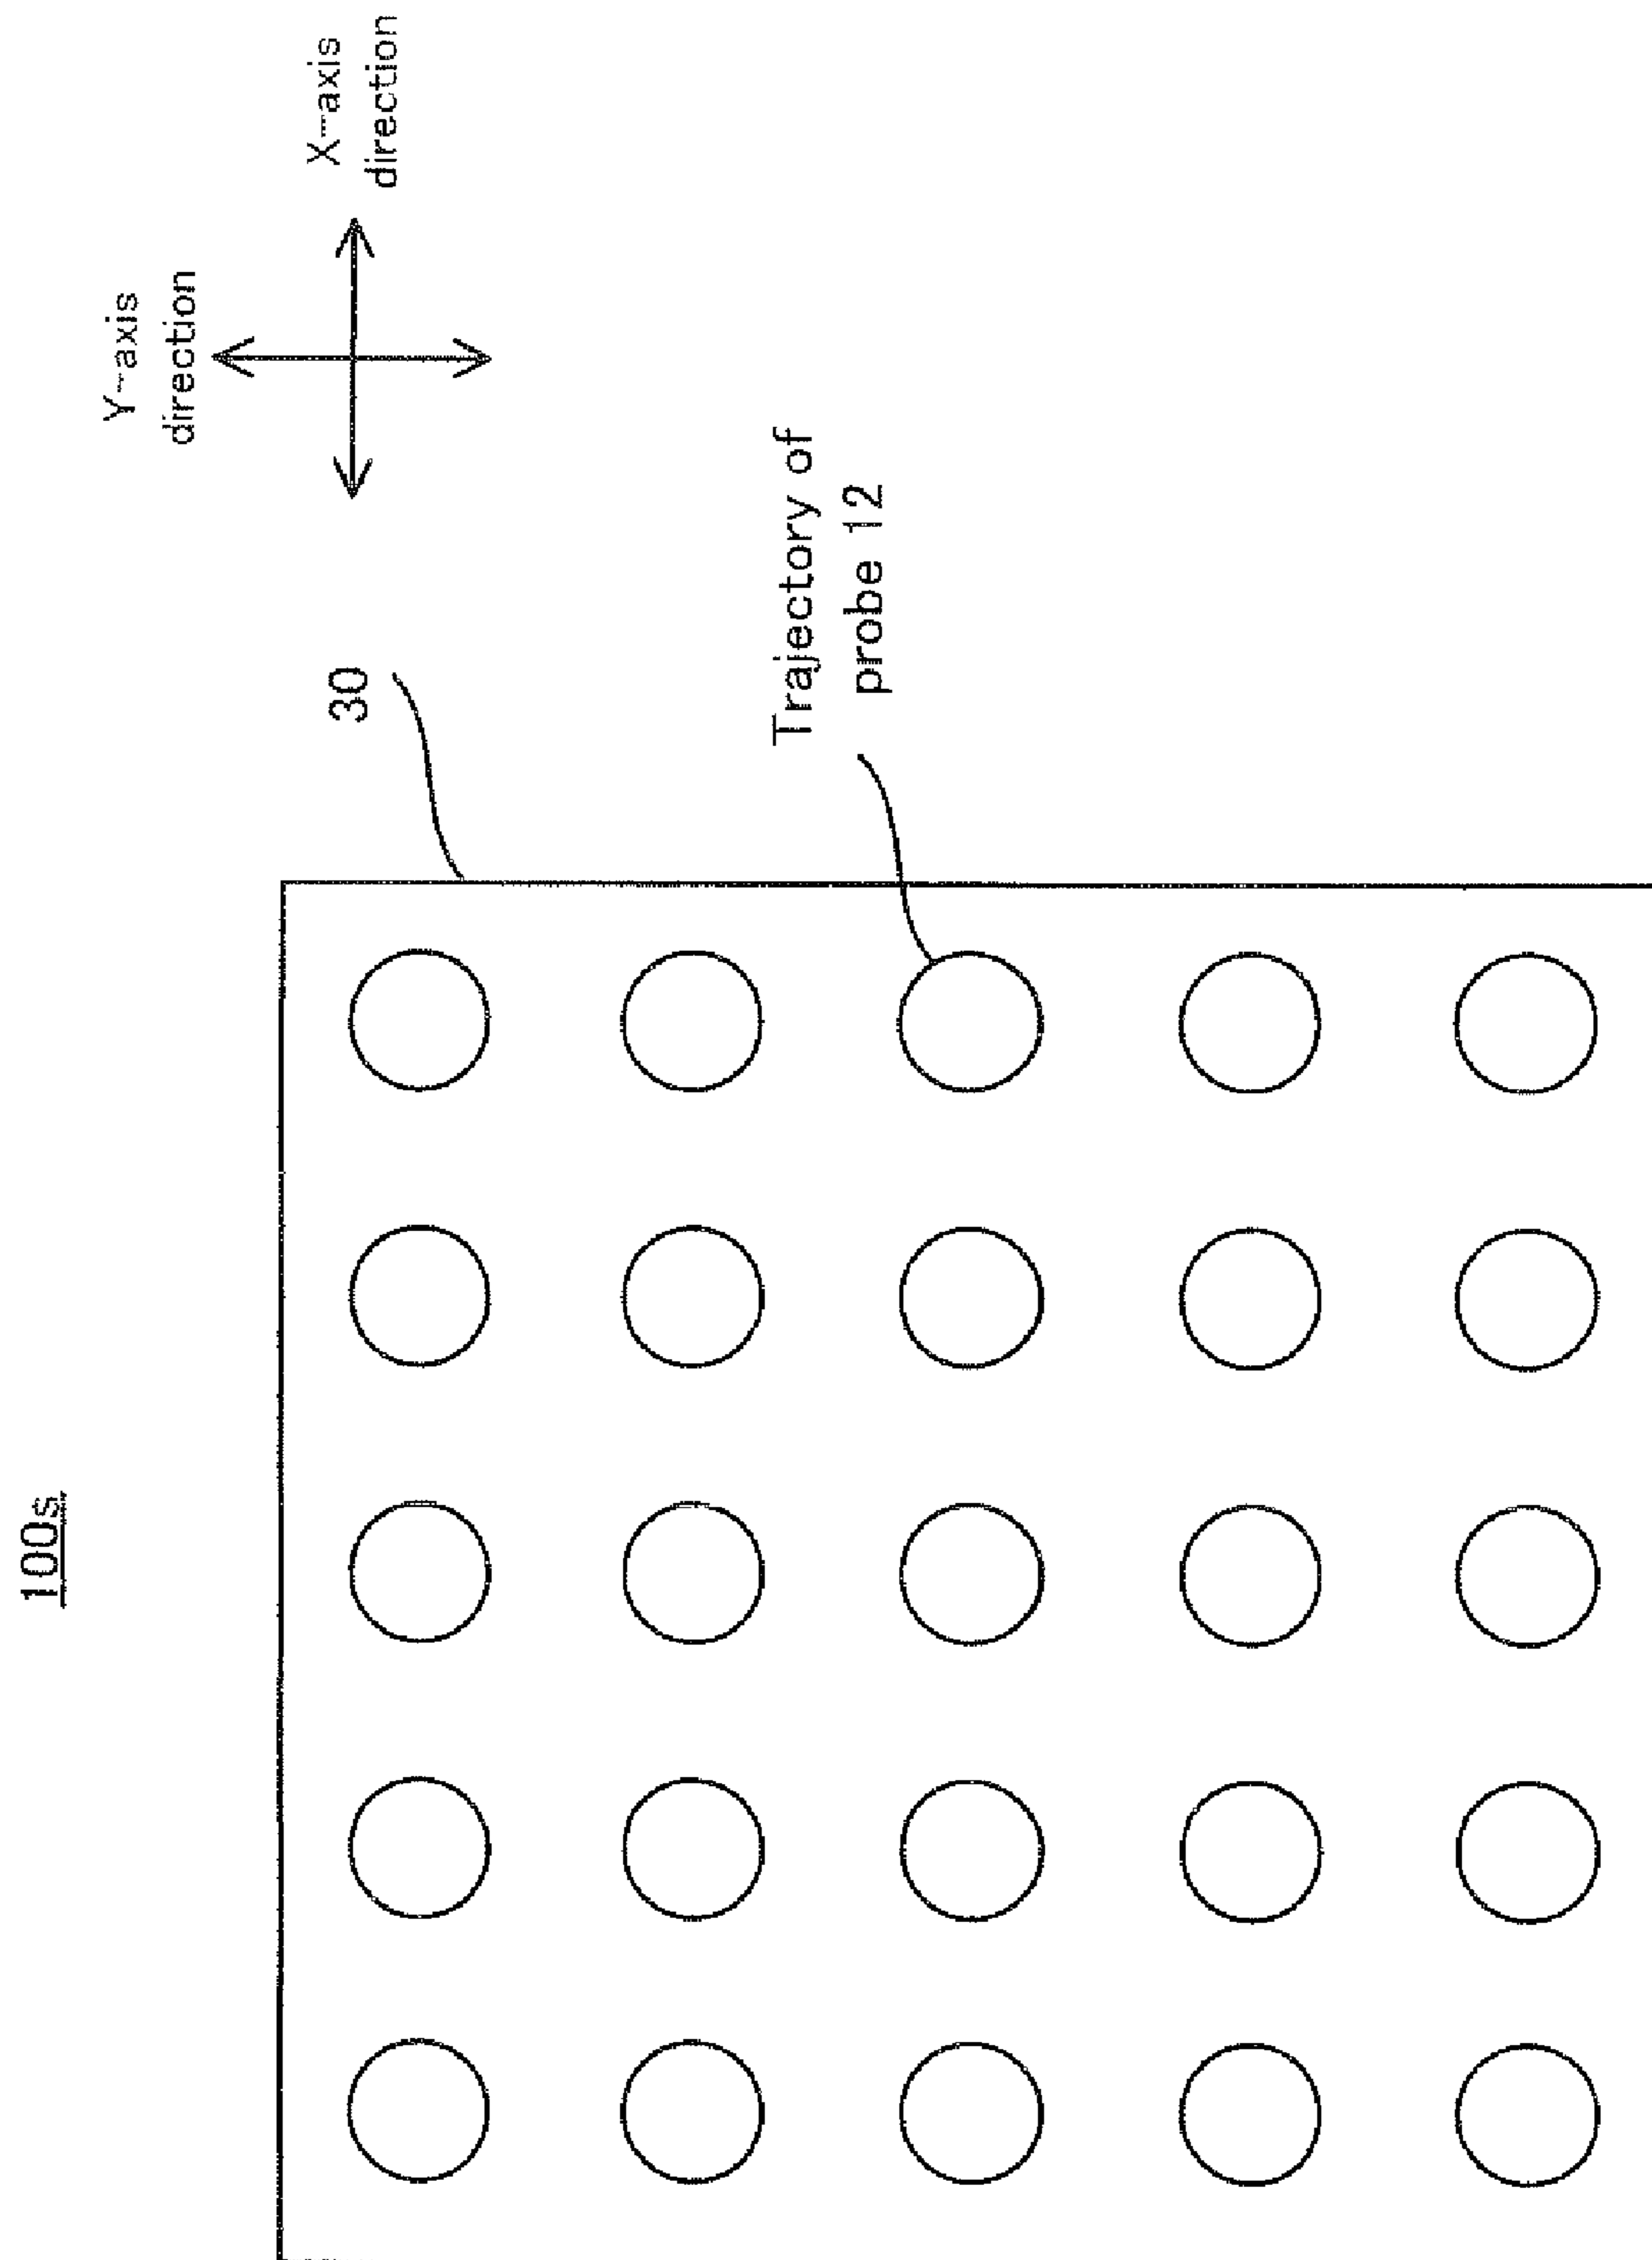 100s
Y-axis
direction
X-axis
direction
30
Trajectory of
probe 12